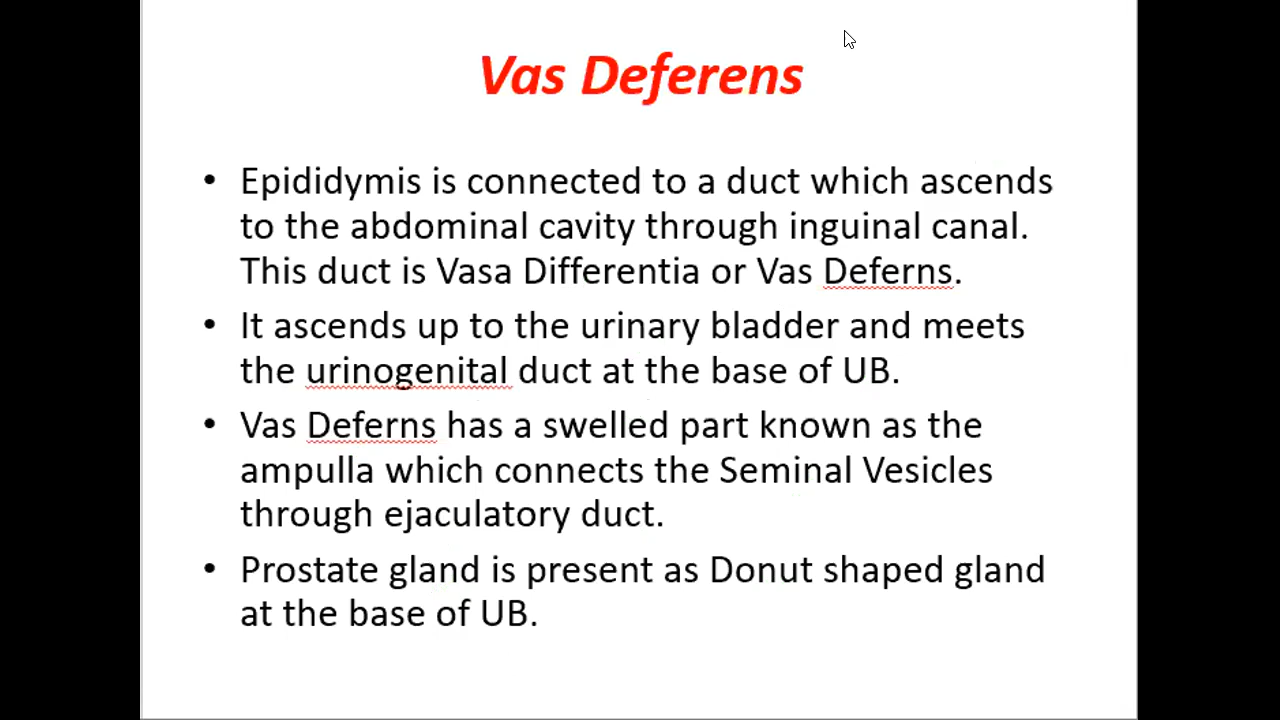 Vas Deferens
• Epididymis is connected to a duct which ascends
to the abdominal cavity through inguinal canal.
This duct is Vasa Differentia or Vas Deferns.
• It ascends up to the urinary bladder and meets
the urinogenital duct at the base of UB.
• Vas Deferns has a swelled part known as the
ampulla which connects the Seminal Vesicles
through ejaculatory duct.
• Prostate gland is present as Donut shaped gland
at the base of UB.